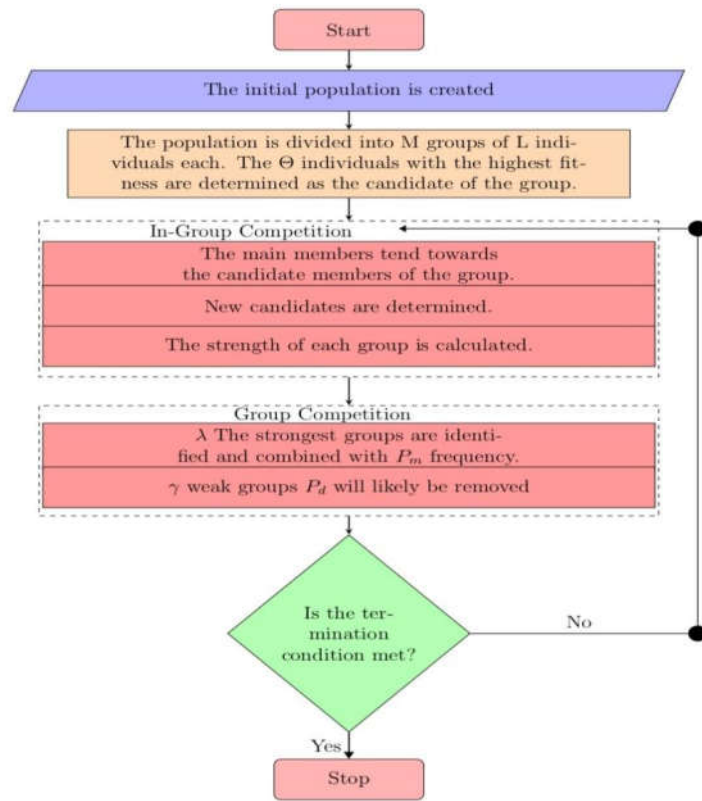 Start
The initial population is created
The population is divided into M groups of L indi-
viduals each. The Θ individuals with the highest fit-
ness are determined as the candidate of the group.
In-Group Competition
The main members tend towards
the candidate members of the group.
New candidates are determined.
The strength of each group is calculated.
Group Competition
λ The strongest groups are identi-
fied and combined with Pm frequency.
γ weak groups Pd will likely be removed
Is the ter-
mination
condition met?
No
Yes
Stop